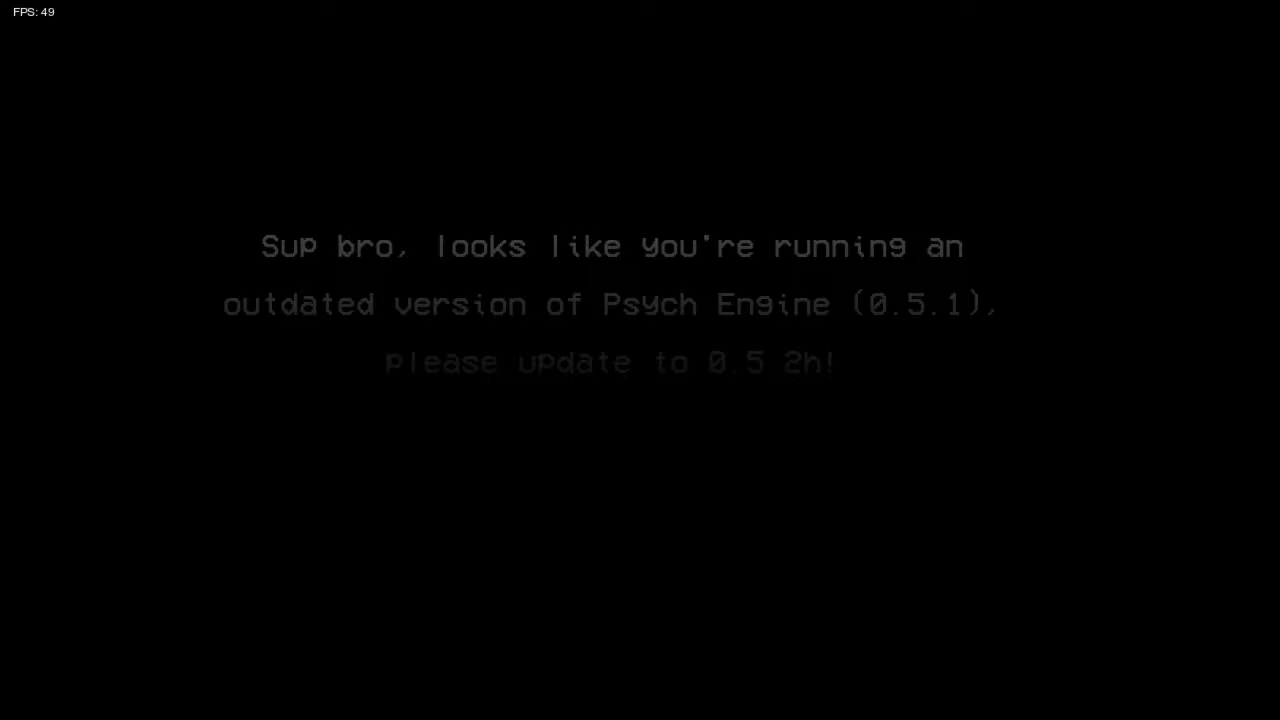 FPS: 49
Sup bro, looks like you're running an
outdated version of Psych Engine (0.5.1),
please update to 0.5.2h!